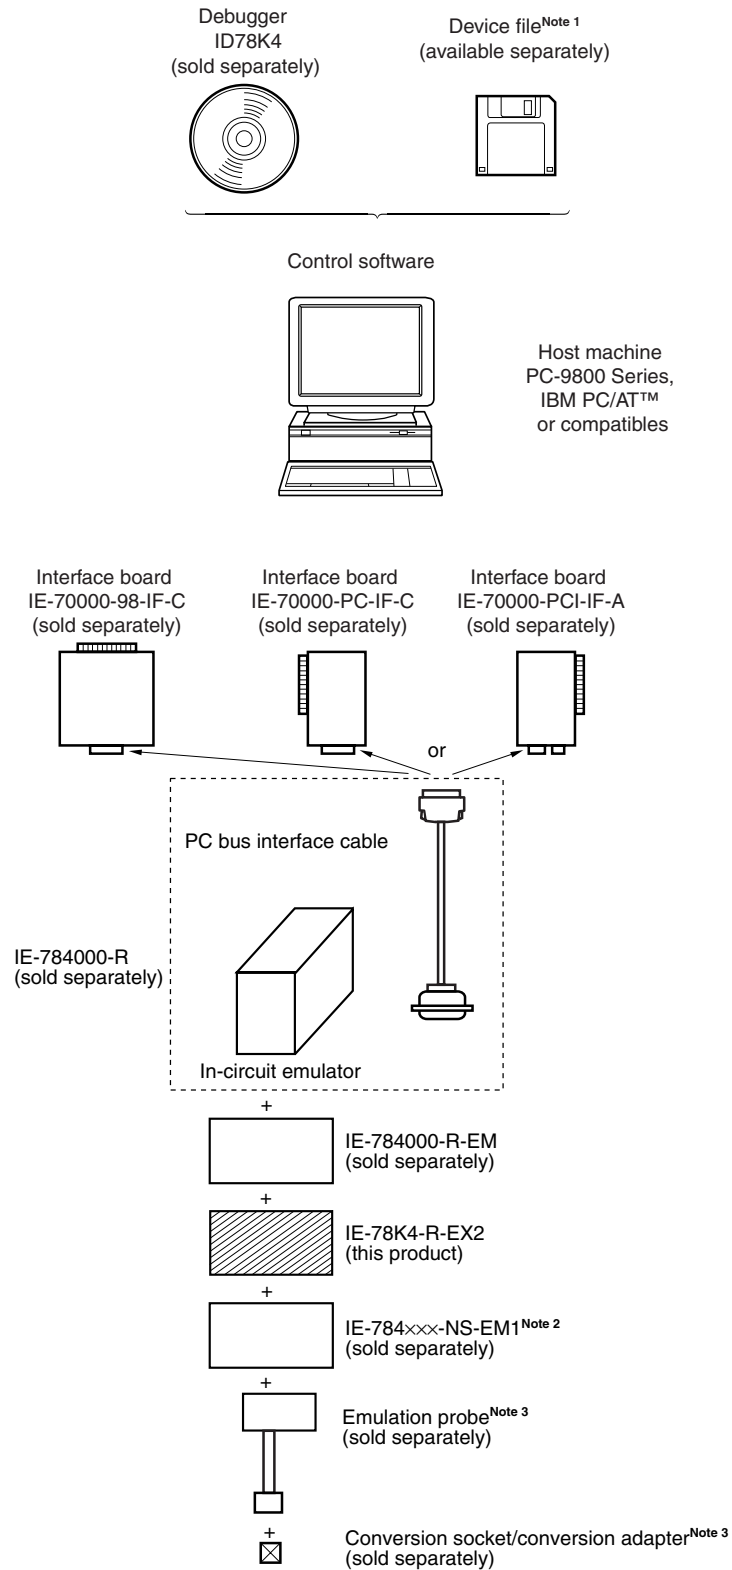 Debugger
ID78K4
(sold separately)
Device fileNote 1
(available separately)
Control software
Host machine
PC-9800 Series,
IBM PC/AT™
or compatibles
Interface board
IE-70000-98-IF-C
(sold separately)
Interface board
IE-70000-PC-IF-C
(sold separately)
Interface board
IE-70000-PCI-IF-A
(sold separately)
or
PC bus interface cable
IE-784000-R
(sold separately)
In-circuit emulator
+
IE-784000-R-EM
(sold separately)
+
IE-78K4-R-EX2
(this product)
+
IE-784×××-NS-EM1Note 2
(sold separately)
+
Emulation probeNote 3
(sold separately)
+
Conversion socket/conversion adapterNote 3
(sold separately)